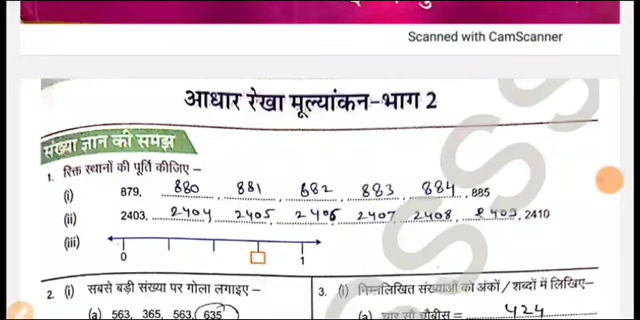 Scanned with CamScanner
आधार रेखा मूल्यांकन-भाग 2
संख्या ज्ञान की समझ
1. रिक्त स्थानों की पूर्ति कीजिए –
(i) 879, 880, 881, 882, 883, 884, 885
(ii) 2403, 2404, 2405, 2406, 2407, 2408, 2409, 2410
(iii)
0 1
2. (i) सबसे बड़ी संख्या पर गोला लगाइए –
(a) 563, 365, 563, 635
3. (i) निम्नलिखित संख्याओं को अंकों / शब्दों में लिखिए–
(a) चार सौ चौबीस = 424